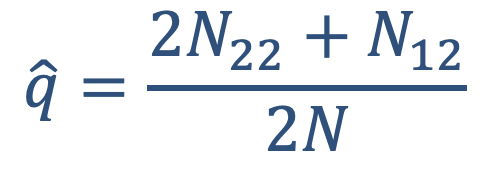 q̂ = (2N₂₂ + N₁₂) / 2N